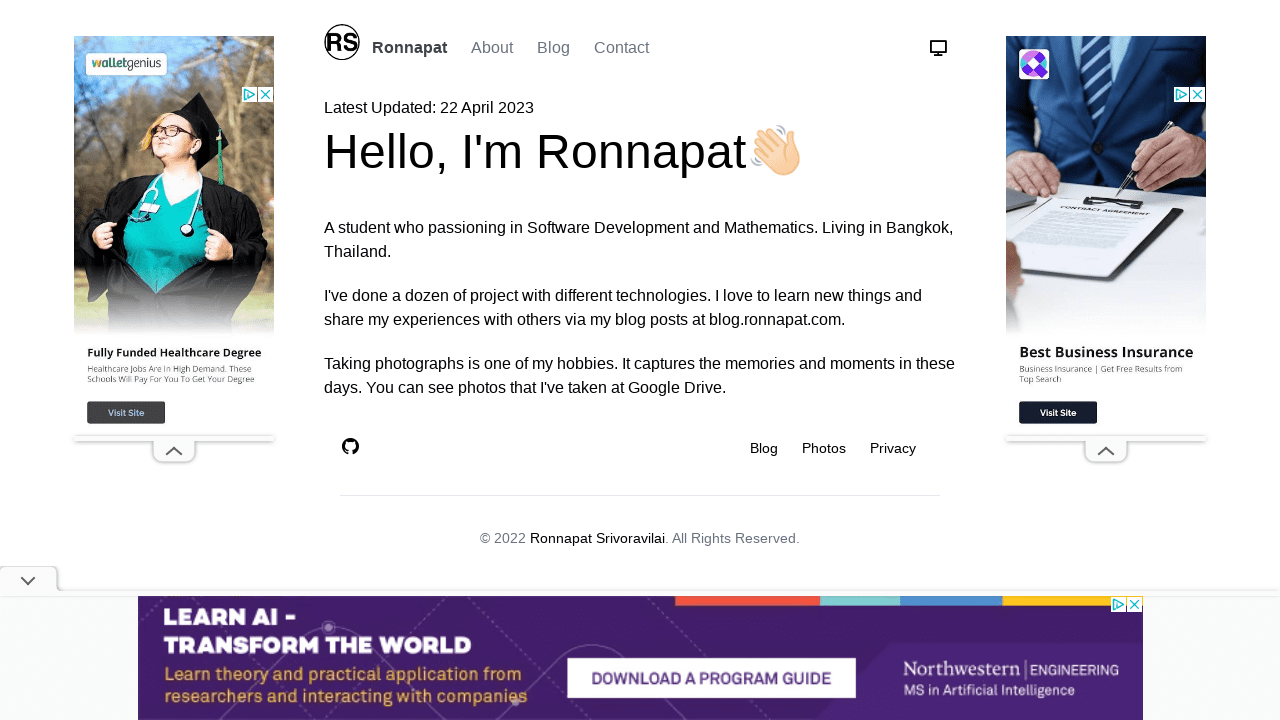 RS Ronnapat About Blog Contact
Latest Updated: 22 April 2023
Hello, I'm Ronnapat👋🏻
A student who passioning in Software Development and Mathematics. Living in Bangkok,
Thailand.
I've done a dozen of project with different technologies. I love to learn new things and
share my experiences with others via my blog posts at blog.ronnapat.com.
Taking photographs is one of my hobbies. It captures the memories and moments in these
days. You can see photos that I've taken at Google Drive.
Blog Photos Privacy
© 2022 Ronnapat Srivoravilai. All Rights Reserved.
walletgenius
Fully Funded Healthcare Degree
Healthcare Jobs Are In High Demand. These
Schools Will Pay For You To Get Your Degree
Visit Site
CONTRACT AGREEMENT
Best Business Insurance
Business Insurance | Get Free Results from
Top Search
Visit Site
LEARN AI -
TRANSFORM THE WORLD
Learn theory and practical application from
researchers and interacting with companies
DOWNLOAD A PROGRAM GUIDE
Northwestern | ENGINEERING
MS in Artificial Intelligence